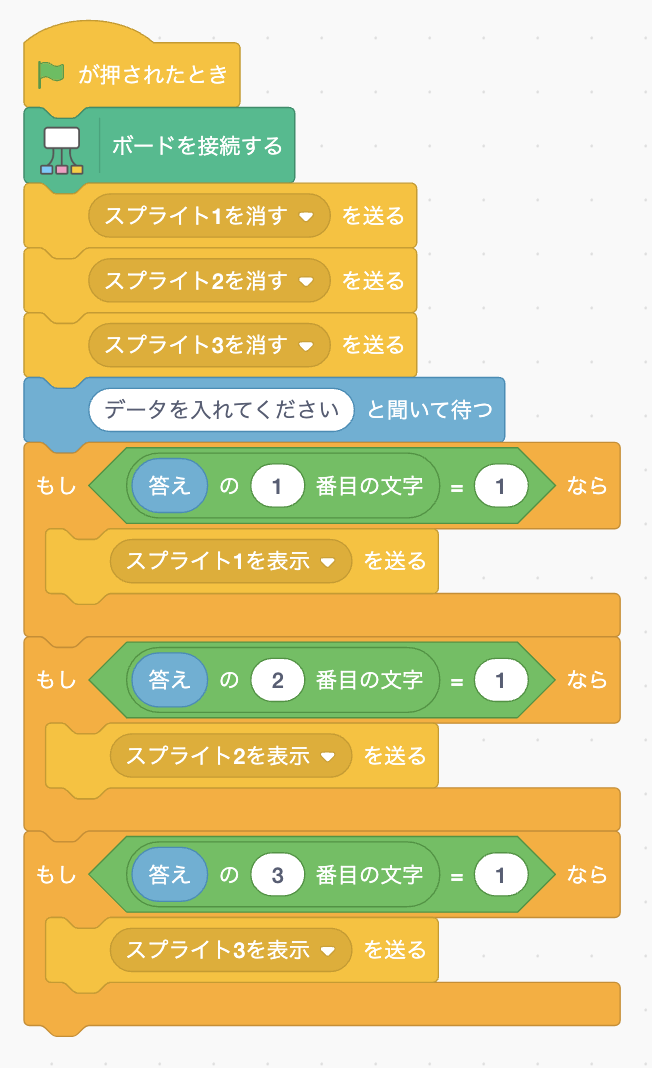 が押されたとき
ボードを接続する
スプライト1を消す を送る
スプライト2を消す を送る
スプライト3を消す を送る
データを入れてください と聞いて待つ
もし 答え の 1 番目の文字 = 1 なら
スプライト1を表示 を送る
もし 答え の 2 番目の文字 = 1 なら
スプライト2を表示 を送る
もし 答え の 3 番目の文字 = 1 なら
スプライト3を表示 を送る